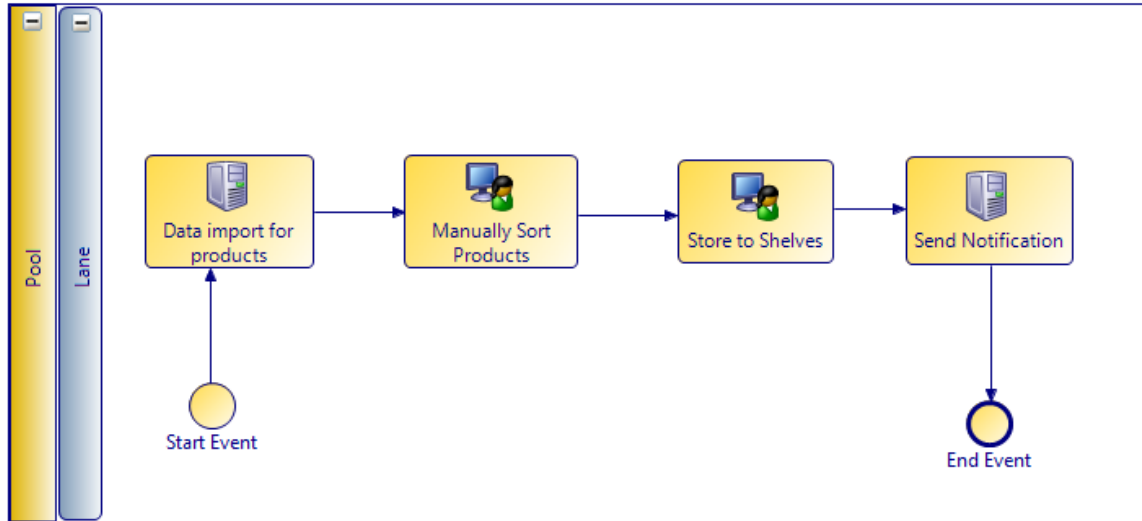 Pool
Lane
Data import for
products
Manually Sort
Products
Store to Shelves
Send Notification
Start Event
End Event